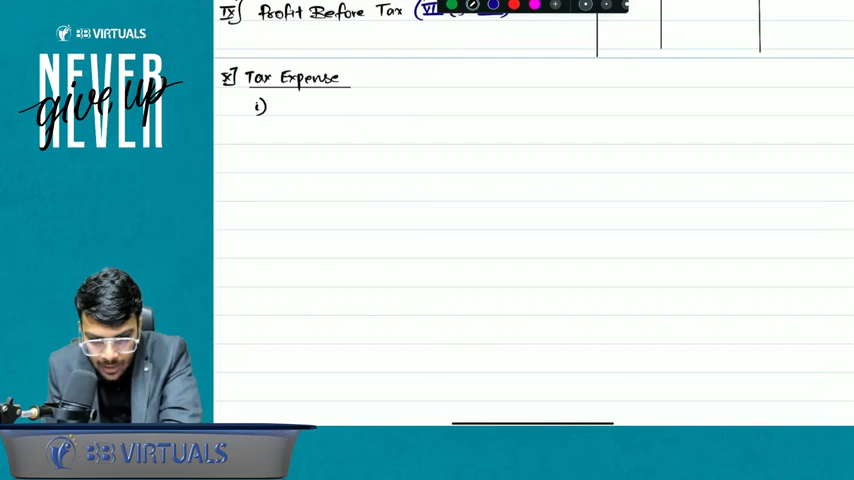 BB VIRTUALS
NEVER
give up
NEVER
IX] Profit Before Tax (VII
X] Tax Expense
i)
BB VIRTUALS